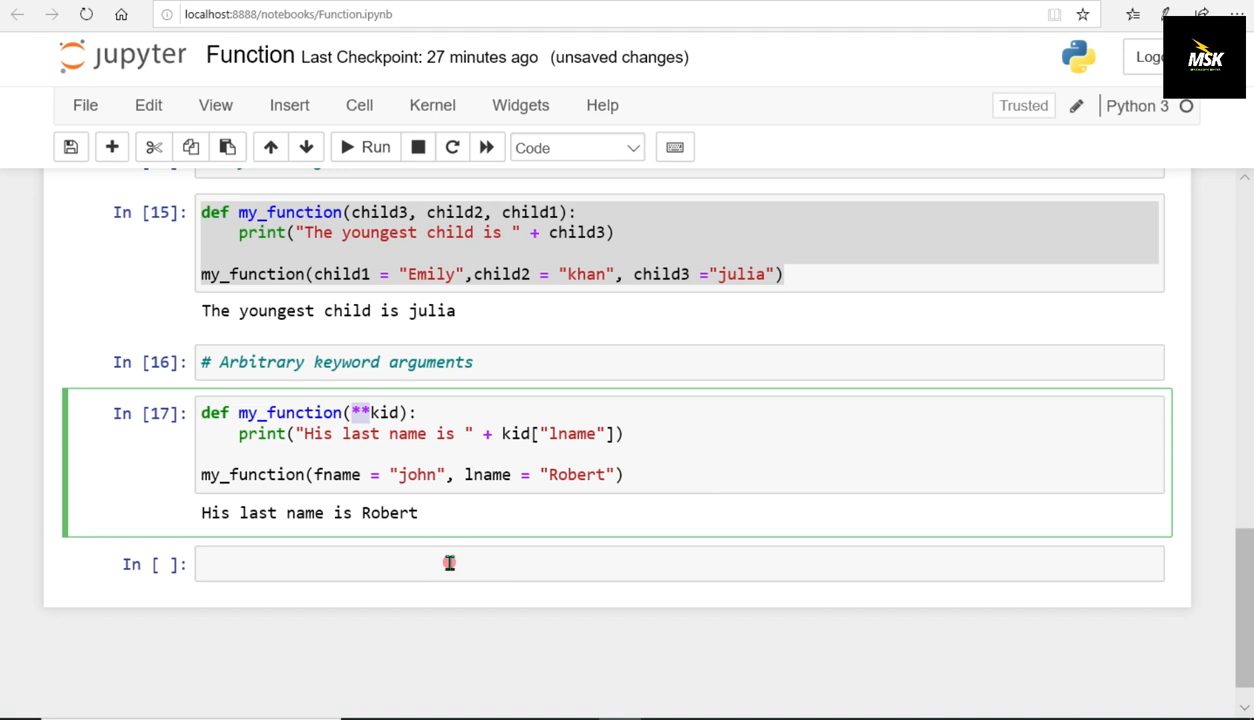 localhost:8888/notebooks/Function.ipynb
jupyter Function Last Checkpoint: 27 minutes ago (unsaved changes)
MSK
File Edit View Insert Cell Kernel Widgets Help Trusted Python 3
Run Code
In [15]: def my_function(child3, child2, child1):
print("The youngest child is " + child3)
my_function(child1 = "Emily",child2 = "khan", child3 ="julia")
The youngest child is julia
In [16]: # Arbitrary keyword arguments
In [17]: def my_function(**kid):
print("His last name is " + kid["lname"])
my_function(fname = "john", lname = "Robert")
His last name is Robert
In [ ]: